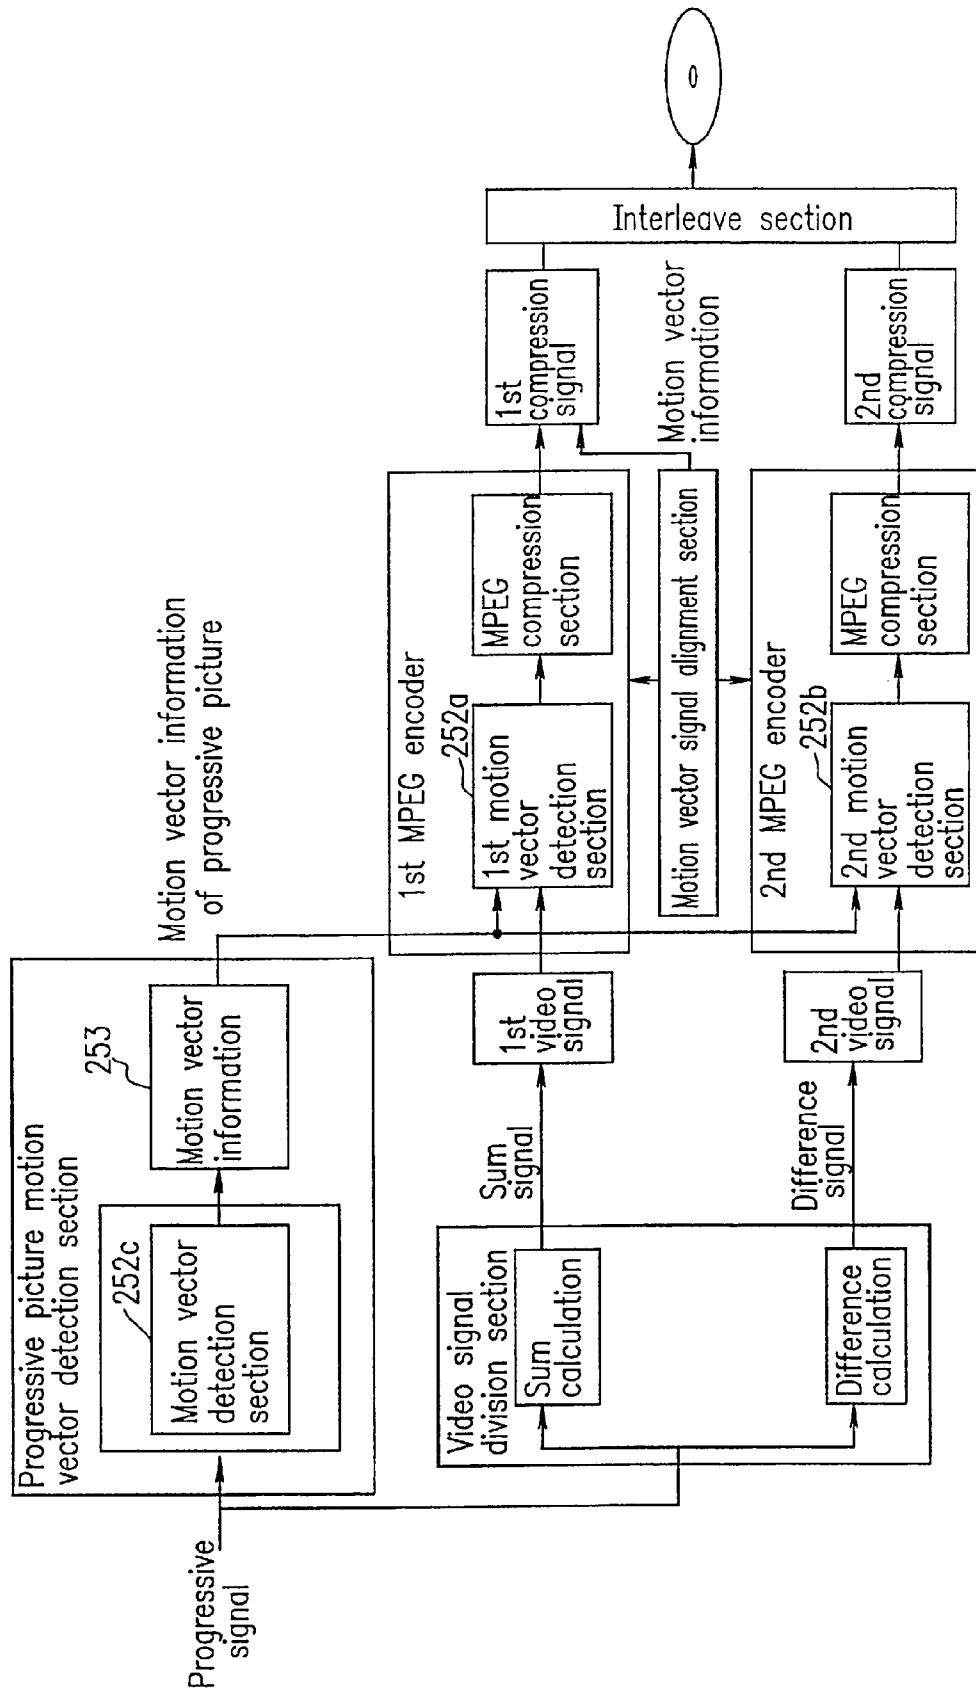 Progressive
signal
Progressive picture motion
vector detection section
252c
Motion vector
detection
section
253
Motion vector
information
Motion vector information
of progressive picture
Video signal
division section
Sum
calculation
Difference
calculation
Sum
signal
Difference
signal
1st
video
signal
2nd
video
signal
1st MPEG encoder
252a
1st motion
vector
detection
section
MPEG
compression
section
Motion vector signal alignment section
2nd MPEG encoder
252b
2nd motion
vector
detection
section
MPEG
compression
section
1st
compression
signal
Motion vector
information
2nd
compression
signal
Interleave section